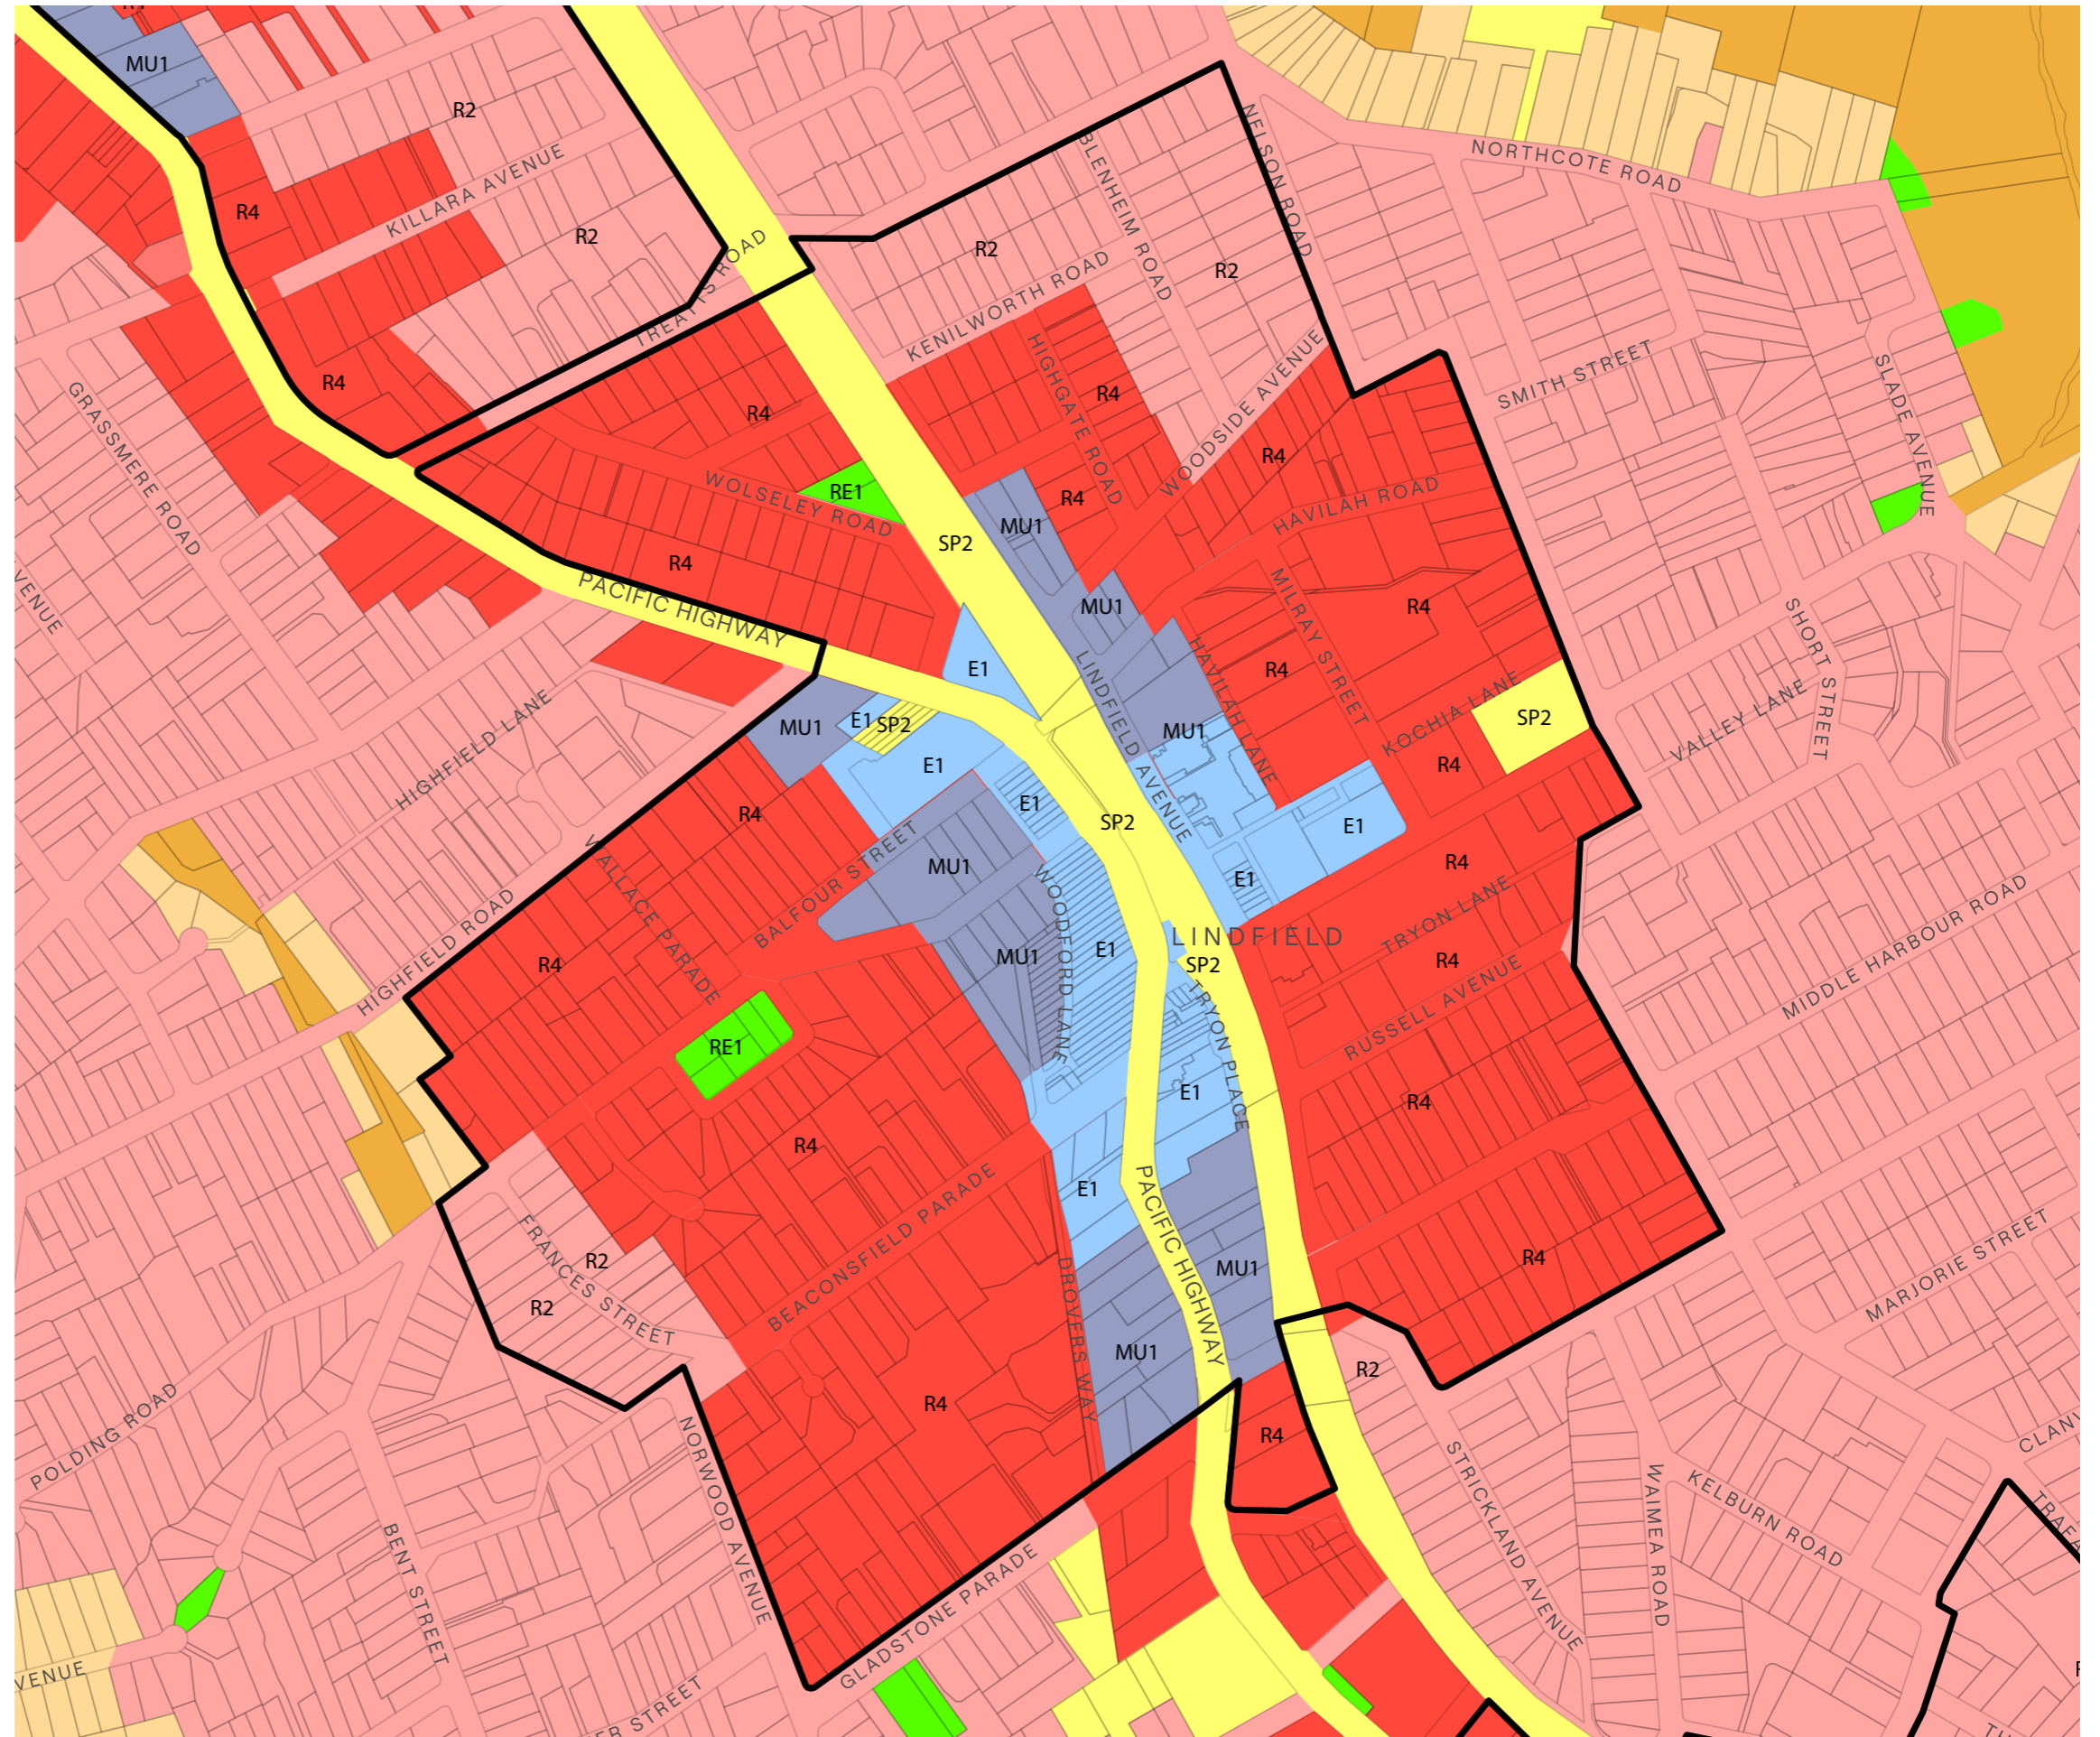 R4
MU1
R2
NELSON ROAD
BLENHEIM ROAD
NORTHCOTE ROAD
KILLARA AVENUE
R4
R2
R2
R2
TREATTS ROAD
KENILWORTH ROAD
HIGHGATE ROAD
WOODSIDE AVENUE
SMITH STREET
SLADE AVENUE
R4
GRASSMERE ROAD
R4
R4
R4
WOLSELEY ROAD
RE1
R4
HAVILAH ROAD
MU1
SP2
R4
PACIFIC HIGHWAY
MILRAY STREET
MU1
R4
SHORT STREET
VENUE
LINDFIELD AVENUE
HAVILAH LANE
E1
R4
KOCHIA LANE
SP2
VALLEY LANE
HIGHFIELD LANE
MU1
E1
SP2
MU1
E1
R4
E1
R4
SP2
E1
WALLACE PARADE
BALFOUR STREET
MU1
WOODFORD LANE
E1
R4
TRYON LANE
HIGHFIELD ROAD
R4
MU1
E1
LINDFIELD
SP2
R4
RUSSELL AVENUE
MIDDLE HARBOUR ROAD
TRYON PLACE
RE1
E1
R4
R4
BEACONSFIELD PARADE
E1
PACIFIC HIGHWAY
FRANCES STREET
R2
R2
DROVERS WAY
MU1
R4
MARJORIE STREET
MU1
R2
POLDING ROAD
R4
R4
NORWOOD AVENUE
STRICKLAND AVENUE
WAIMEA ROAD
KELBURN ROAD
CLANV
TRAFA
BENT STREET
GLADSTONE PARADE
VENUE
ER STREET